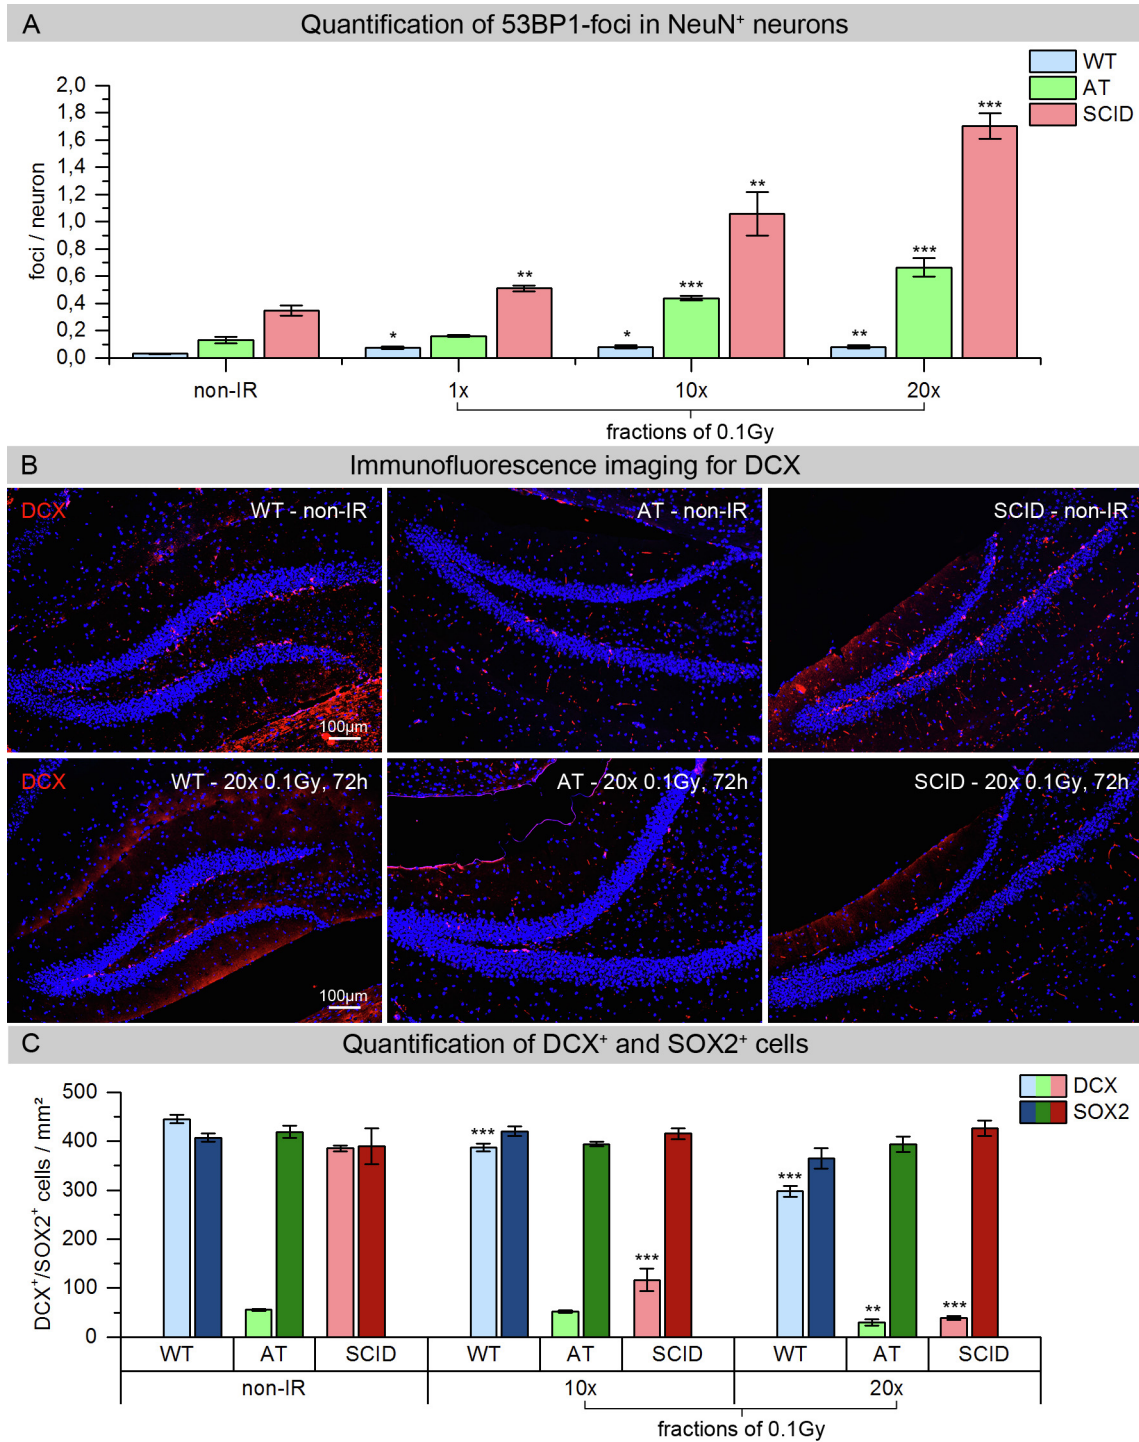 A Quantification of 53BP1-foci in NeuN⁺ neurons
WT
AT
SCID
foci / neuron
2,0
1,8
1,6
1,4
1,2
1,0
0,8
0,6
0,4
0,2
0,0
* ** * *** ** ** *** ***
non-IR 1x 10x 20x
fractions of 0.1Gy
B Immunofluorescence imaging for DCX
DCX WT - non-IR AT - non-IR SCID - non-IR
100µm
DCX WT - 20x 0.1Gy, 72h AT - 20x 0.1Gy, 72h SCID - 20x 0.1Gy, 72h
100µm
C Quantification of DCX⁺ and SOX2⁺ cells
DCX
SOX2
DCX⁺/SOX2⁺ cells / mm²
500
400
300
200
100
0
*** *** *** ** ***
WT AT SCID WT AT SCID WT AT SCID
non-IR 10x 20x
fractions of 0.1Gy